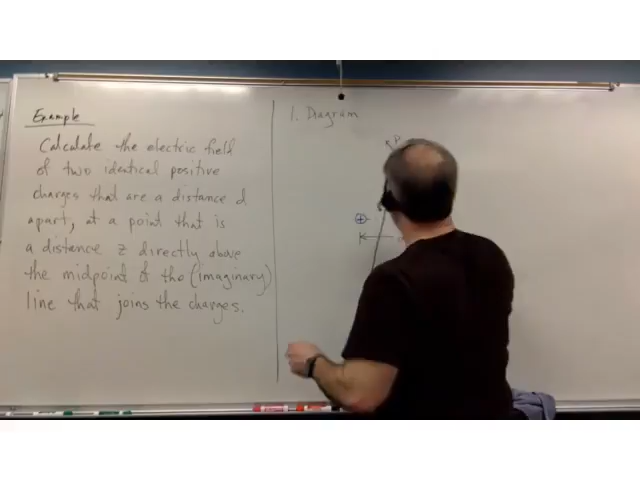 Example
Calculate the electric field
of two identical positive
charges that are a distance d
apart, at a point that is
a distance z directly above
the midpoint of the (imaginary)
line that joins the charges.
1. Diagram
P
+